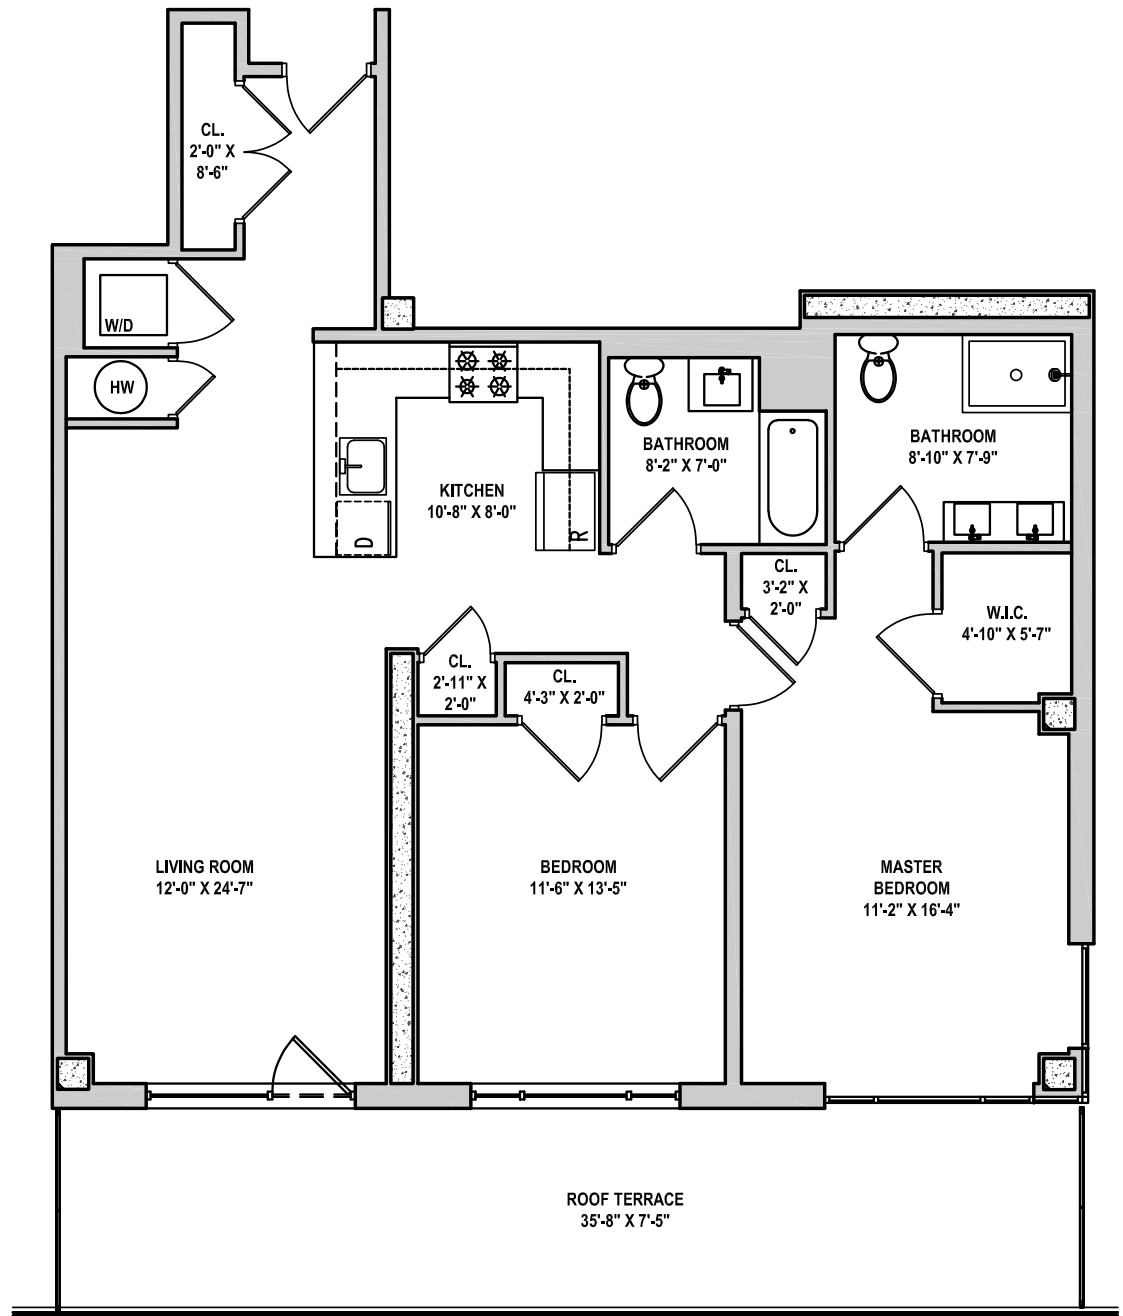 CL.
2'-0" X
8'-6"
W/D
HW
KITCHEN
10'-8" X 8'-0"
D
R
BATHROOM
8'-2" X 7'-0"
BATHROOM
8'-10" X 7'-9"
CL.
3'-2" X
2'-0"
W.I.C.
4'-10" X 5'-7"
CL.
2'-11" X
2'-0"
CL.
4'-3" X 2'-0"
LIVING ROOM
12'-0" X 24'-7"
BEDROOM
11'-6" X 13'-5"
MASTER
BEDROOM
11'-2" X 16'-4"
ROOF TERRACE
35'-8" X 7'-5"